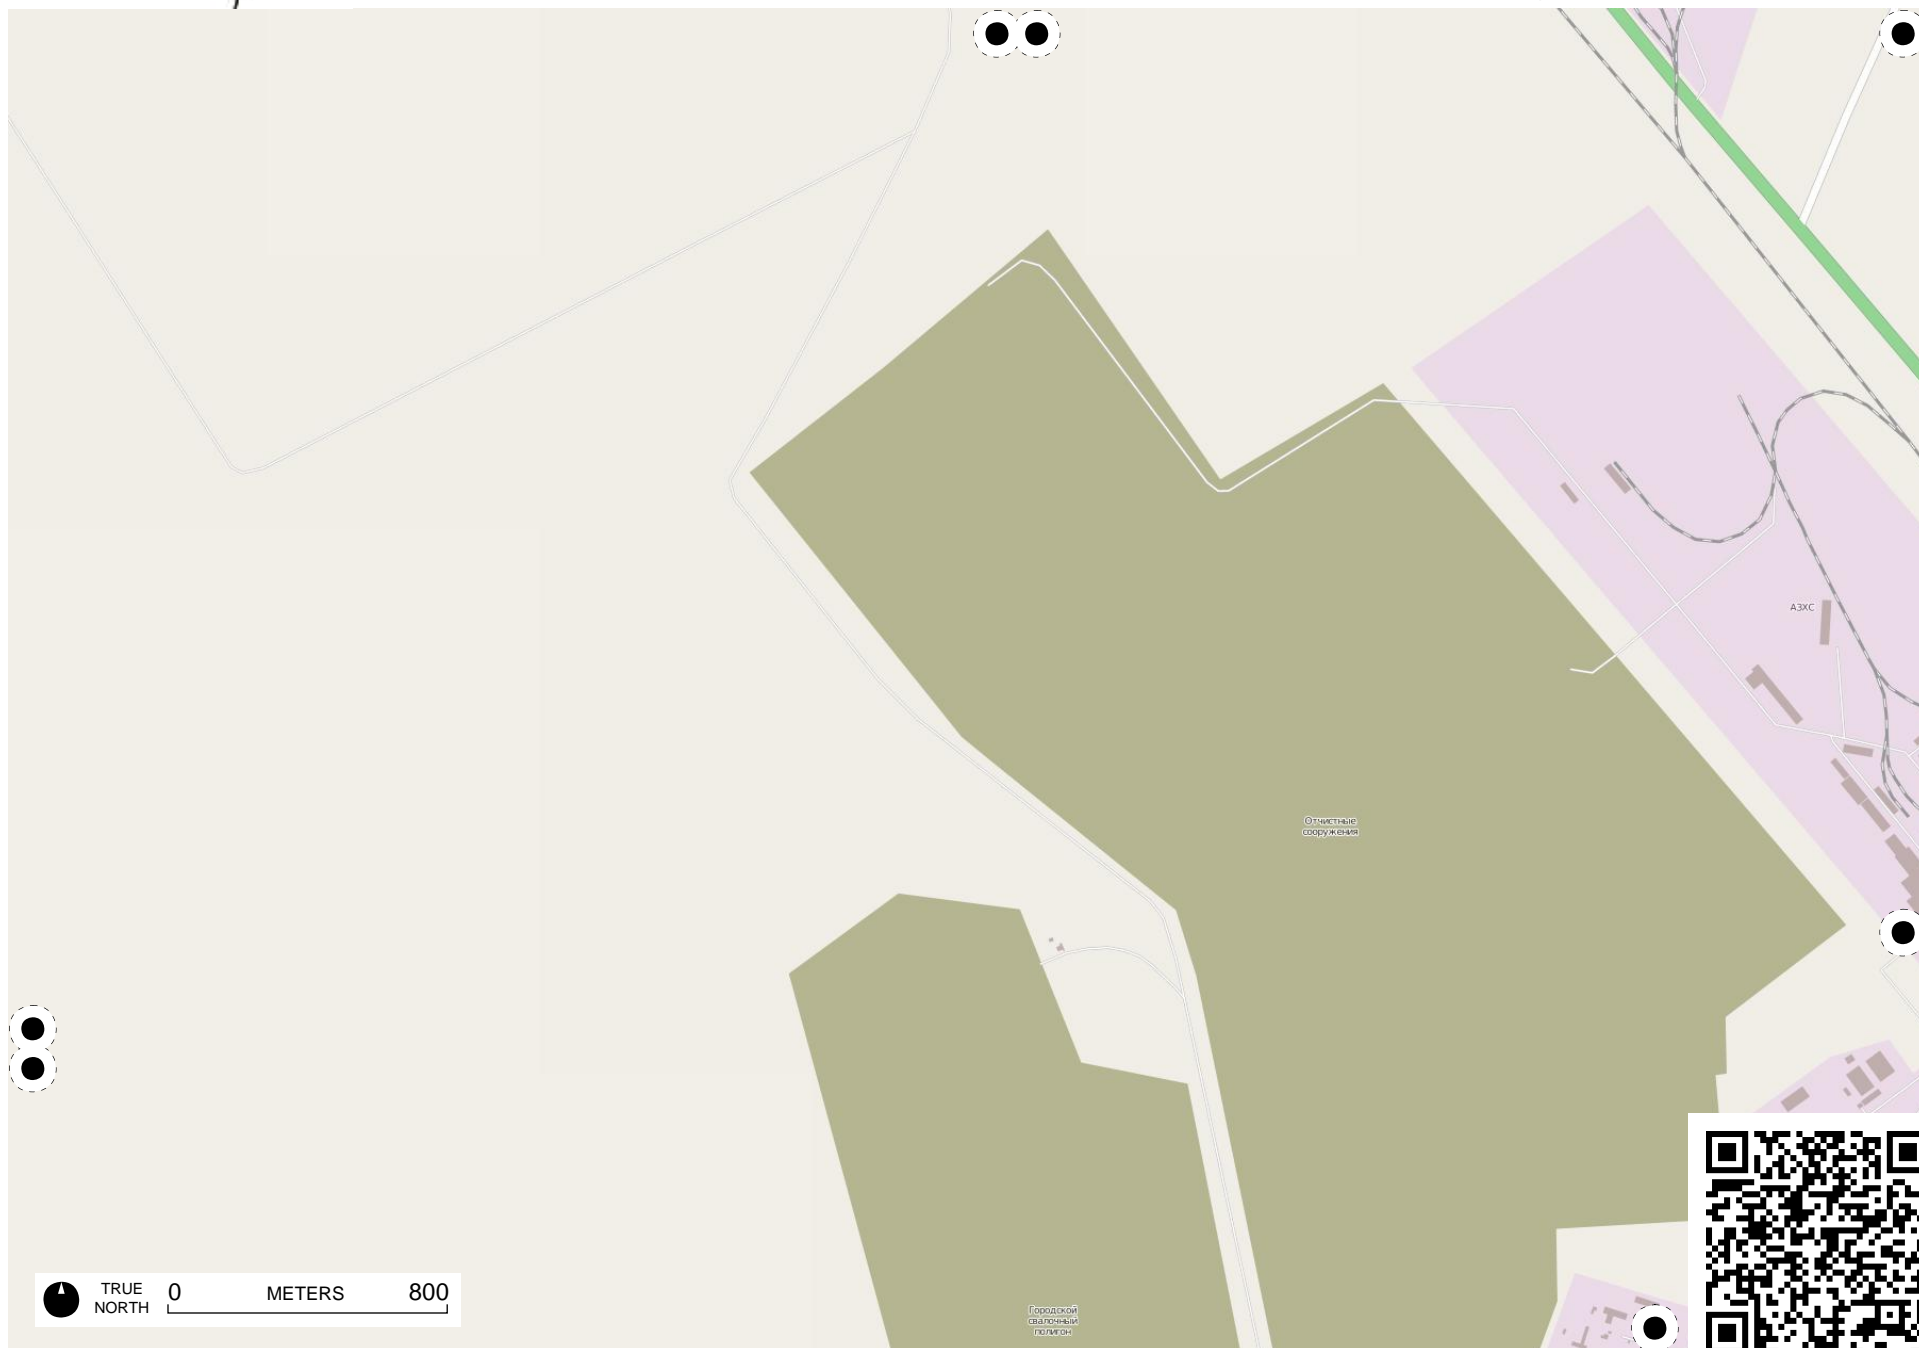 АЗХС
Отчистные
сооружения
Городской
свалочный
полигон
TRUE
NORTH
0 METERS 800